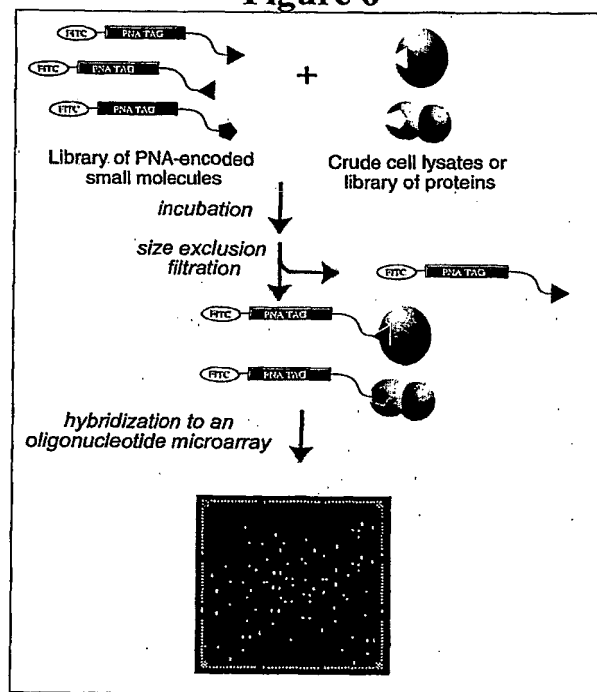 Figure 6
FITC PNA TAG
FITC PNA TAG
FITC PNA TAG
+
Library of PNA-encoded
small molecules
Crude cell lysates or
library of proteins
incubation
size exclusion
filtration
FITC PNA TAG
FITC PNA TAG
FITC PNA TAG
hybridization to an
oligonucleotide microarray